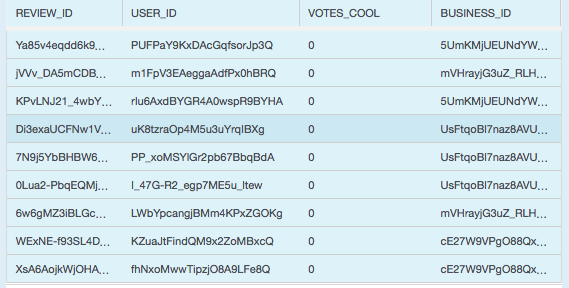 REVIEW_ID USER_ID VOTES_COOL BUSINESS_ID
Ya85v4eqdd6k9... PUFPaY9KxDAcGqfsorJp3Q 0 5UmKMjUEUNdYW...
jVVv_DA5mCDB... m1FpV3EAeggaAdfPx0hBRQ 0 mVHrayjG3uZ_RLH...
KPvLNJ21_4wbY... rlu6AxdBYGR4A0wspR9BYHA 0 5UmKMjUEUNdYW...
Di3exaUCFNw1V... uK8tzraOp4M5u3uYrqIBXg 0 UsFtqoBl7naz8AVU...
7N9j5YbBHBW6... PP_xoMSYlGr2pb67BbqBdA 0 UsFtqoBl7naz8AVU...
0Lua2-PbqEQMj... I_47G-R2_egp7ME5u_Itew 0 UsFtqoBl7naz8AVU...
6w6gMZ3iBLGc... LWbYpcangjBMm4KPxZGOKg 0 mVHrayjG3uZ_RLH...
WExNE-f93SL4D... KZuaJtFindQM9x2ZoMBxcQ 0 cE27W9VPgO88Qx...
XsA6AojkWjOHA... fhNxoMwwTipzjO8A9LFe8Q 0 cE27W9VPgO88Qx...